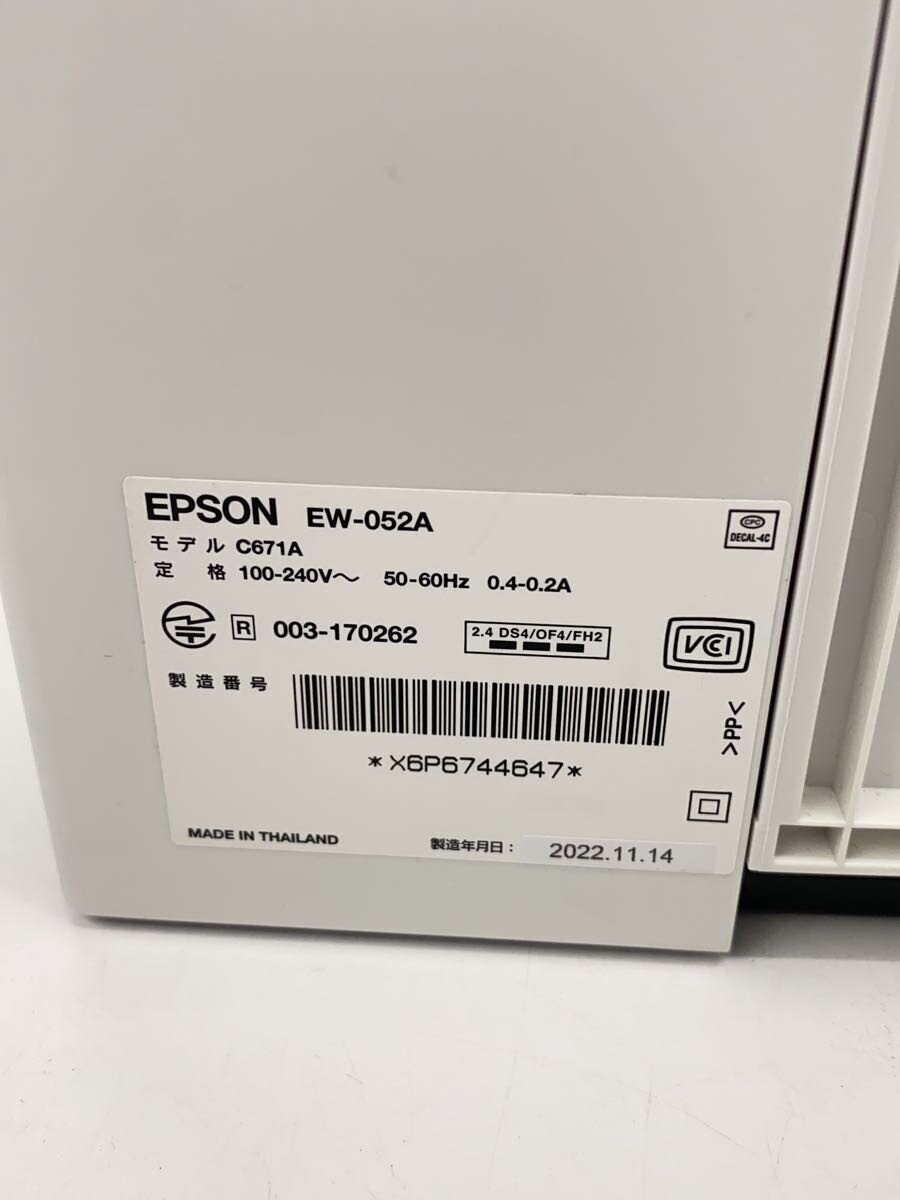 EPSON EW-052A
CPC
DECAL-4C
モデル C671A
定 格 100-240V～ 50-60Hz 0.4-0.2A
R 003-170262
2.4 DS4/OF4/FH2
VCCI
製造番号
*X6P6744647*
>PP<
MADE IN THAILAND
製造年月日： 2022.11.14